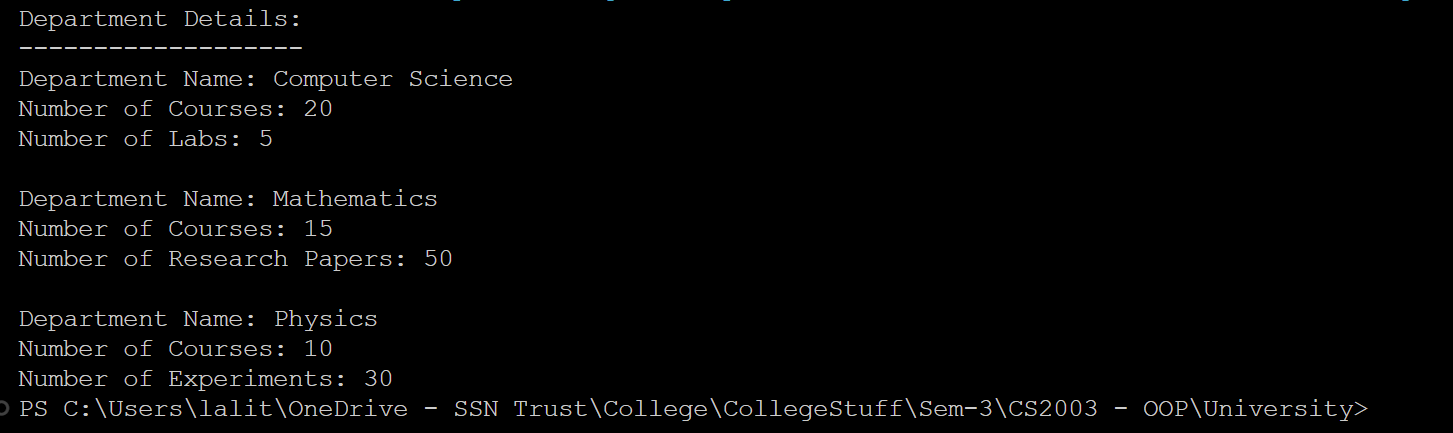 Department Details:
-------------------
Department Name: Computer Science
Number of Courses: 20
Number of Labs: 5
Department Name: Mathematics
Number of Courses: 15
Number of Research Papers: 50
Department Name: Physics
Number of Courses: 10
Number of Experiments: 30
PS C:\Users\lalit\OneDrive - SSN Trust\College\CollegeStuff\Sem-3\CS2003 - OOP\University>